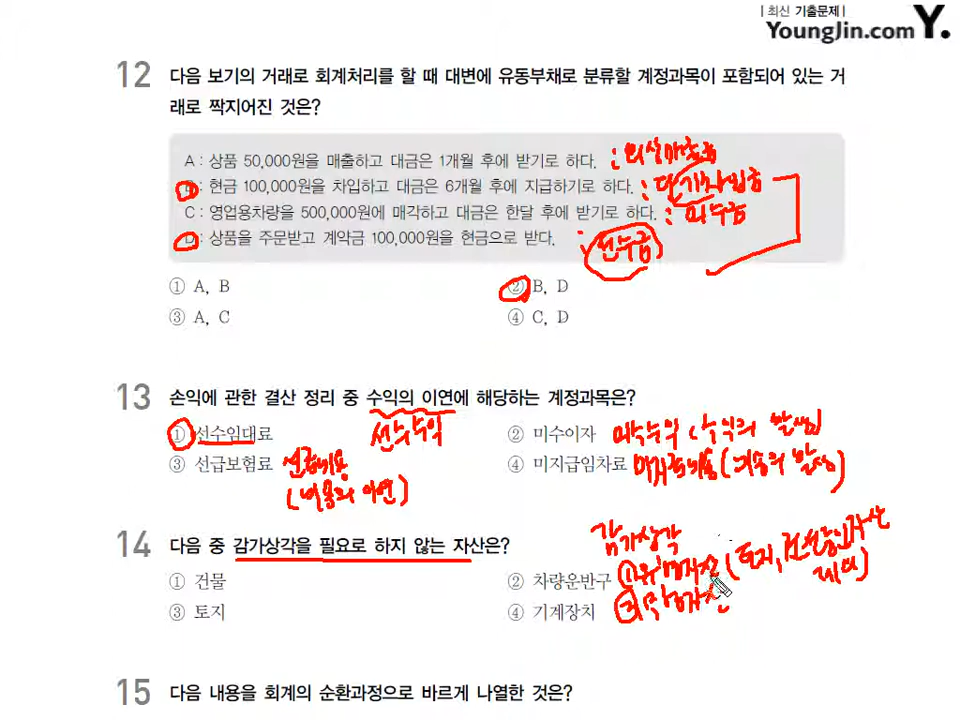 | 최신 기출문제 |
YoungJin.com Y.
12 다음 보기의 거래로 회계처리를 할 때 대변에 유동부채로 분류할 계정과목이 포함되어 있는 거
래로 짝지어진 것은?
A : 상품 50,000원을 매출하고 대금은 1개월 후에 받기로 하다. : 외상매출금
B : 현금 100,000원을 차입하고 대금은 6개월 후에 지급하기로 하다. : 단기차입금
C : 영업용차량을 500,000원에 매각하고 대금은 한달 후에 받기로 하다. : 미수금
D : 상품을 주문받고 계약금 100,000원을 현금으로 받다. : 선수금
① A, B ② B, D
③ A, C ④ C, D
13 손익에 관한 결산 정리 중 수익의 이연에 해당하는 계정과목은?
선수수익
① 선수임대료 ② 미수이자 미수수익 (수익의 발생)
③ 선급보험료 선급비용 ④ 미지급임차료 미지급비용 (비용의 발생)
(비용의 이연)
14 다음 중 감가상각을 필요로 하지 않는 자산은? 감가상각
① 건물 ② 차량운반구 ① 유형자산 (토지, 건설중인자산
제외)
③ 토지 ④ 기계장치 ② 무형자산
15 다음 내용을 회계의 순환과정으로 바르게 나열한 것은?